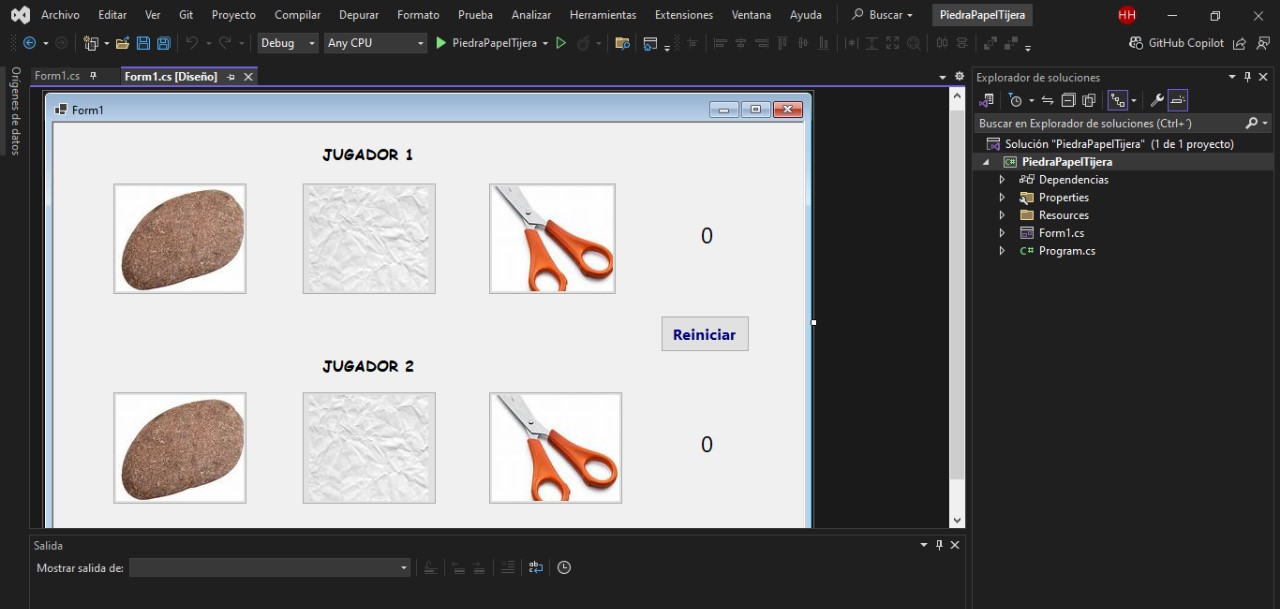 Archivo Editar Ver Git Proyecto Compilar Depurar Formato Prueba Analizar Herramientas Extensiones Ventana Ayuda Buscar PiedraPapelTijera HH
Debug Any CPU PiedraPapelTijera GitHub Copilot
Orígenes de datos
Form1.cs Form1.cs [Diseño]
Form1
JUGADOR 1
0
Reiniciar
JUGADOR 2
0
Explorador de soluciones
Buscar en Explorador de soluciones (Ctrl+´)
Solución "PiedraPapelTijera" (1 de 1 proyecto)
C# PiedraPapelTijera
Dependencias
Properties
Resources
Form1.cs
C# Program.cs
Salida
Mostrar salida de: